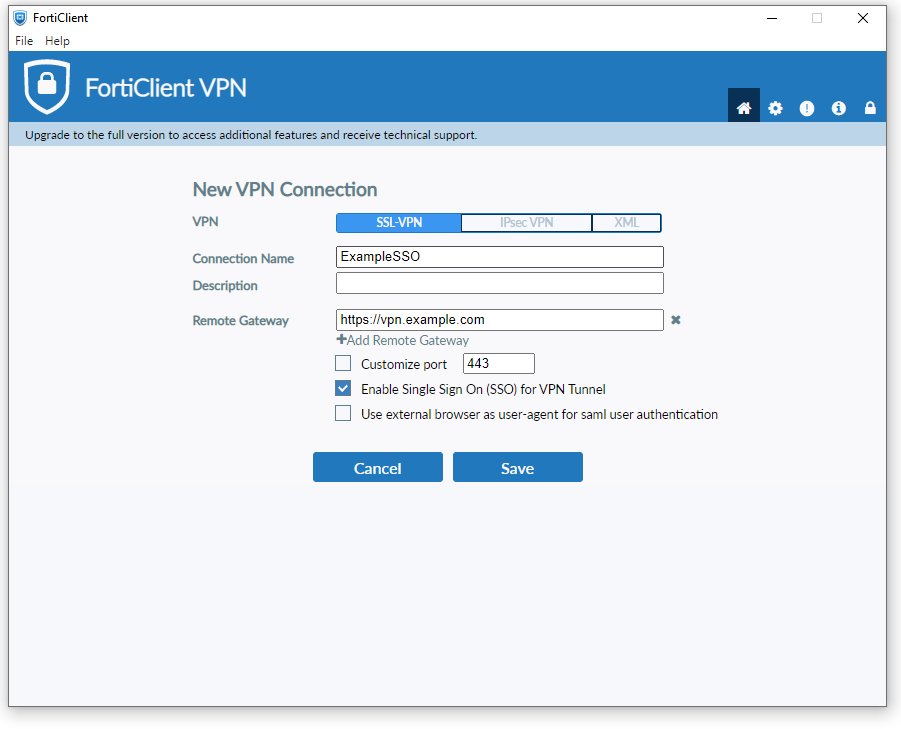 FortiClient
File Help
FortiClient VPN
Upgrade to the full version to access additional features and receive technical support.
New VPN Connection
VPN SSL-VPN IPsec VPN XML
Connection Name ExampleSSO
Description
Remote Gateway https://vpn.example.com
Add Remote Gateway
Customize port 443
Enable Single Sign On (SSO) for VPN Tunnel
Use external browser as user-agent for saml user authentication
Cancel Save